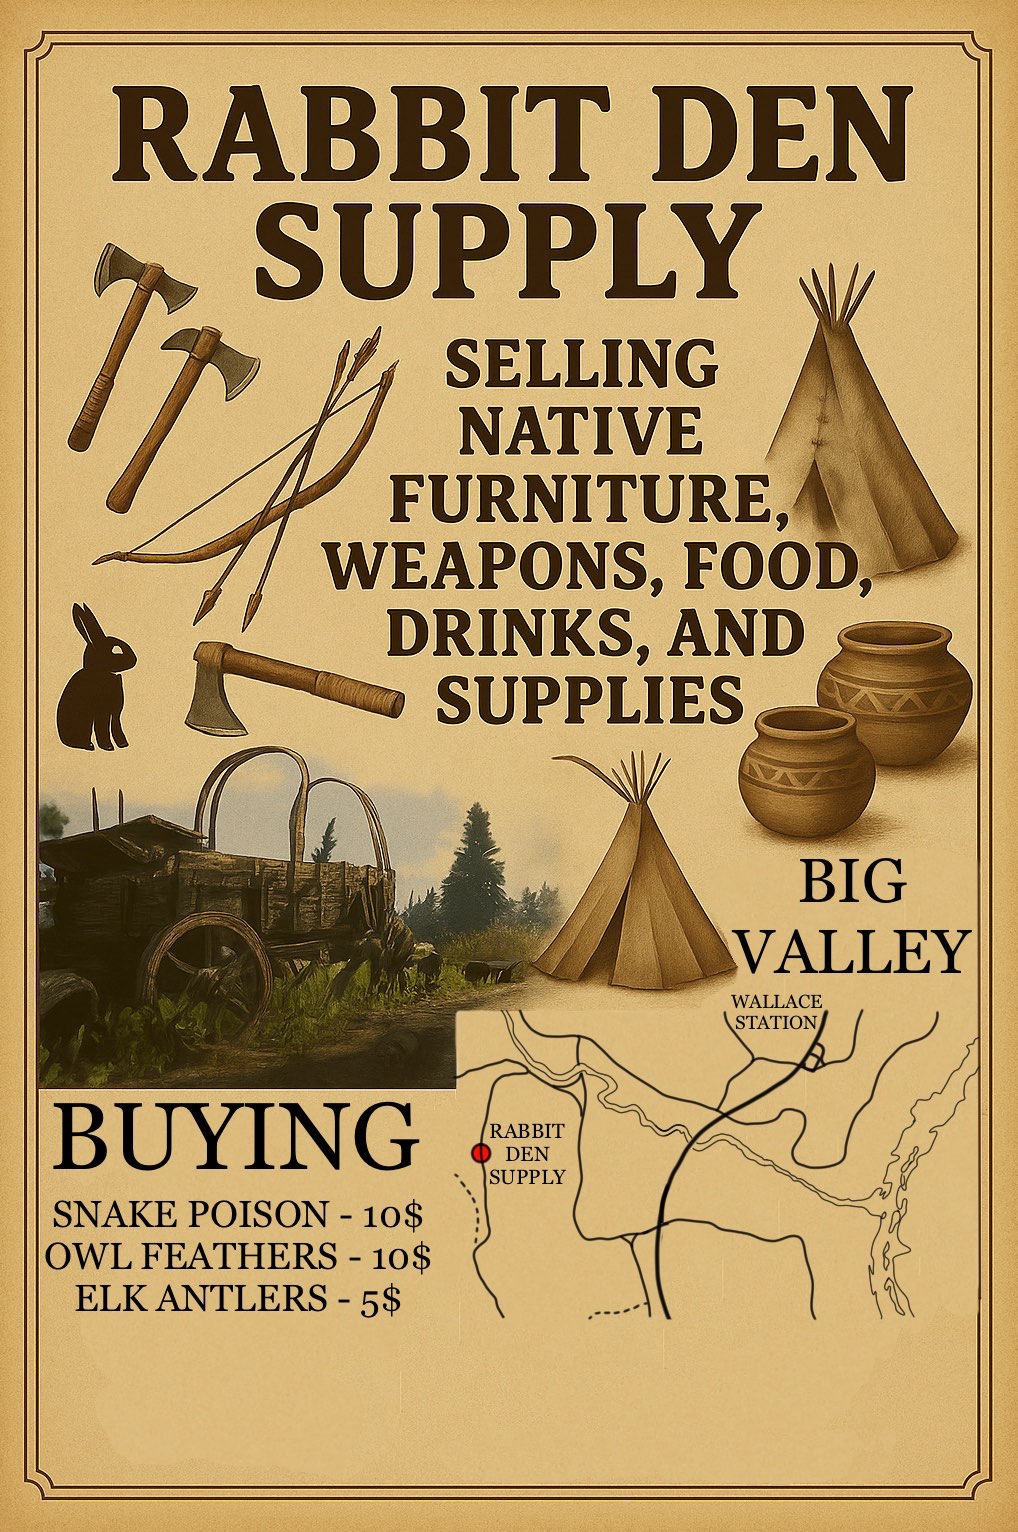 RABBIT DEN
SUPPLY
SELLING
NATIVE
FURNITURE,
WEAPONS, FOOD,
DRINKS, AND
SUPPLIES
BIG
VALLEY
WALLACE
STATION
RABBIT
DEN
SUPPLY
BUYING
SNAKE POISON - 10$
OWL FEATHERS - 10$
ELK ANTLERS - 5$